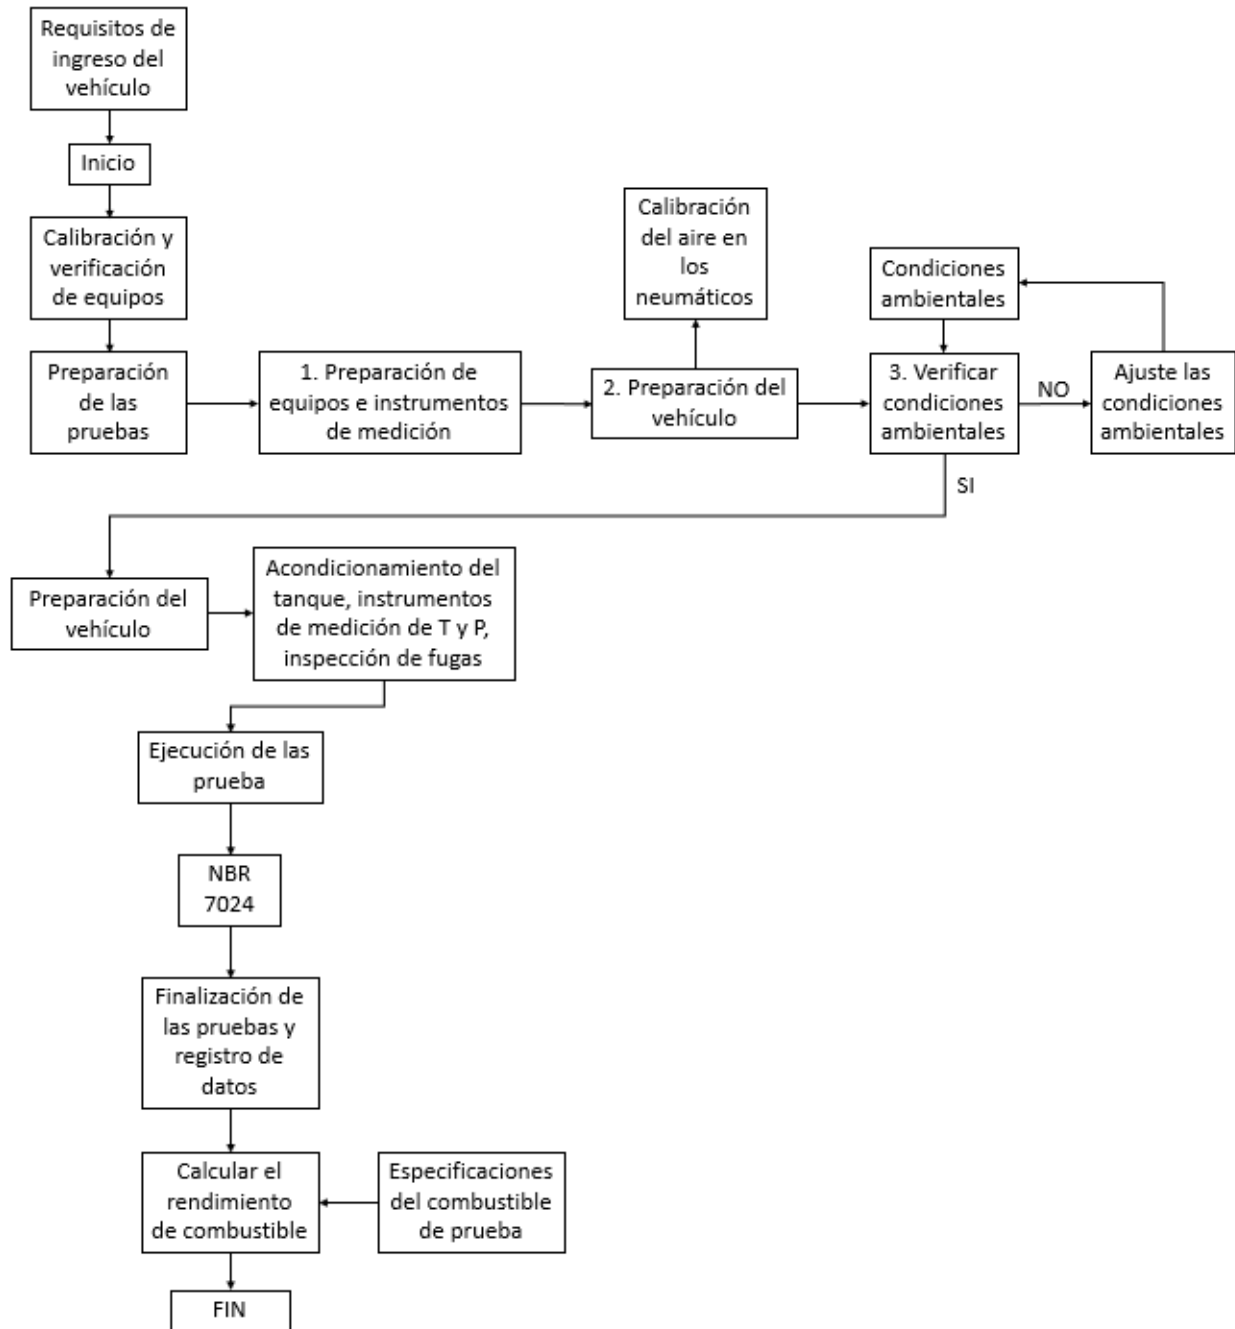 Requisitos de
ingreso del
vehículo
Inicio
Calibración y
verificación
de equipos
Calibración
del aire en
los
neumáticos
Condiciones
ambientales
Preparación
de las
pruebas
1. Preparación de
equipos e instrumentos
de medición
2. Preparación del
vehículo
3. Verificar
condiciones
ambientales
NO
Ajuste las
condiciones
ambientales
SI
Preparación del
vehículo
Acondicionamiento del
tanque, instrumentos
de medición de T y P,
inspección de fugas
Ejecución de las
prueba
NBR
7024
Finalización de
las pruebas y
registro de
datos
Calcular el
rendimiento
de combustible
Especificaciones
del combustible
de prueba
FIN